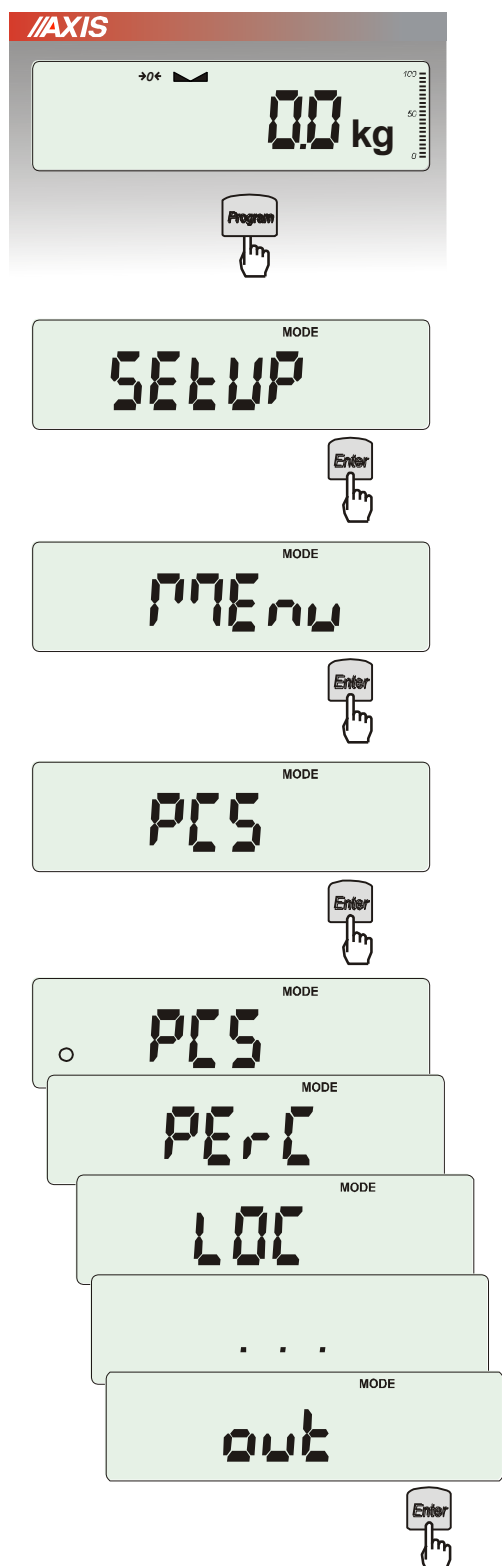 //AXIS
→0←
100
0.0 kg
50
0
Program
MODE
SEtUP
Enter
MODE
MEnu
Enter
MODE
PCS
Enter
MODE
PCS
MODE
PErC
MODE
LOC
. . .
MODE
out
Enter